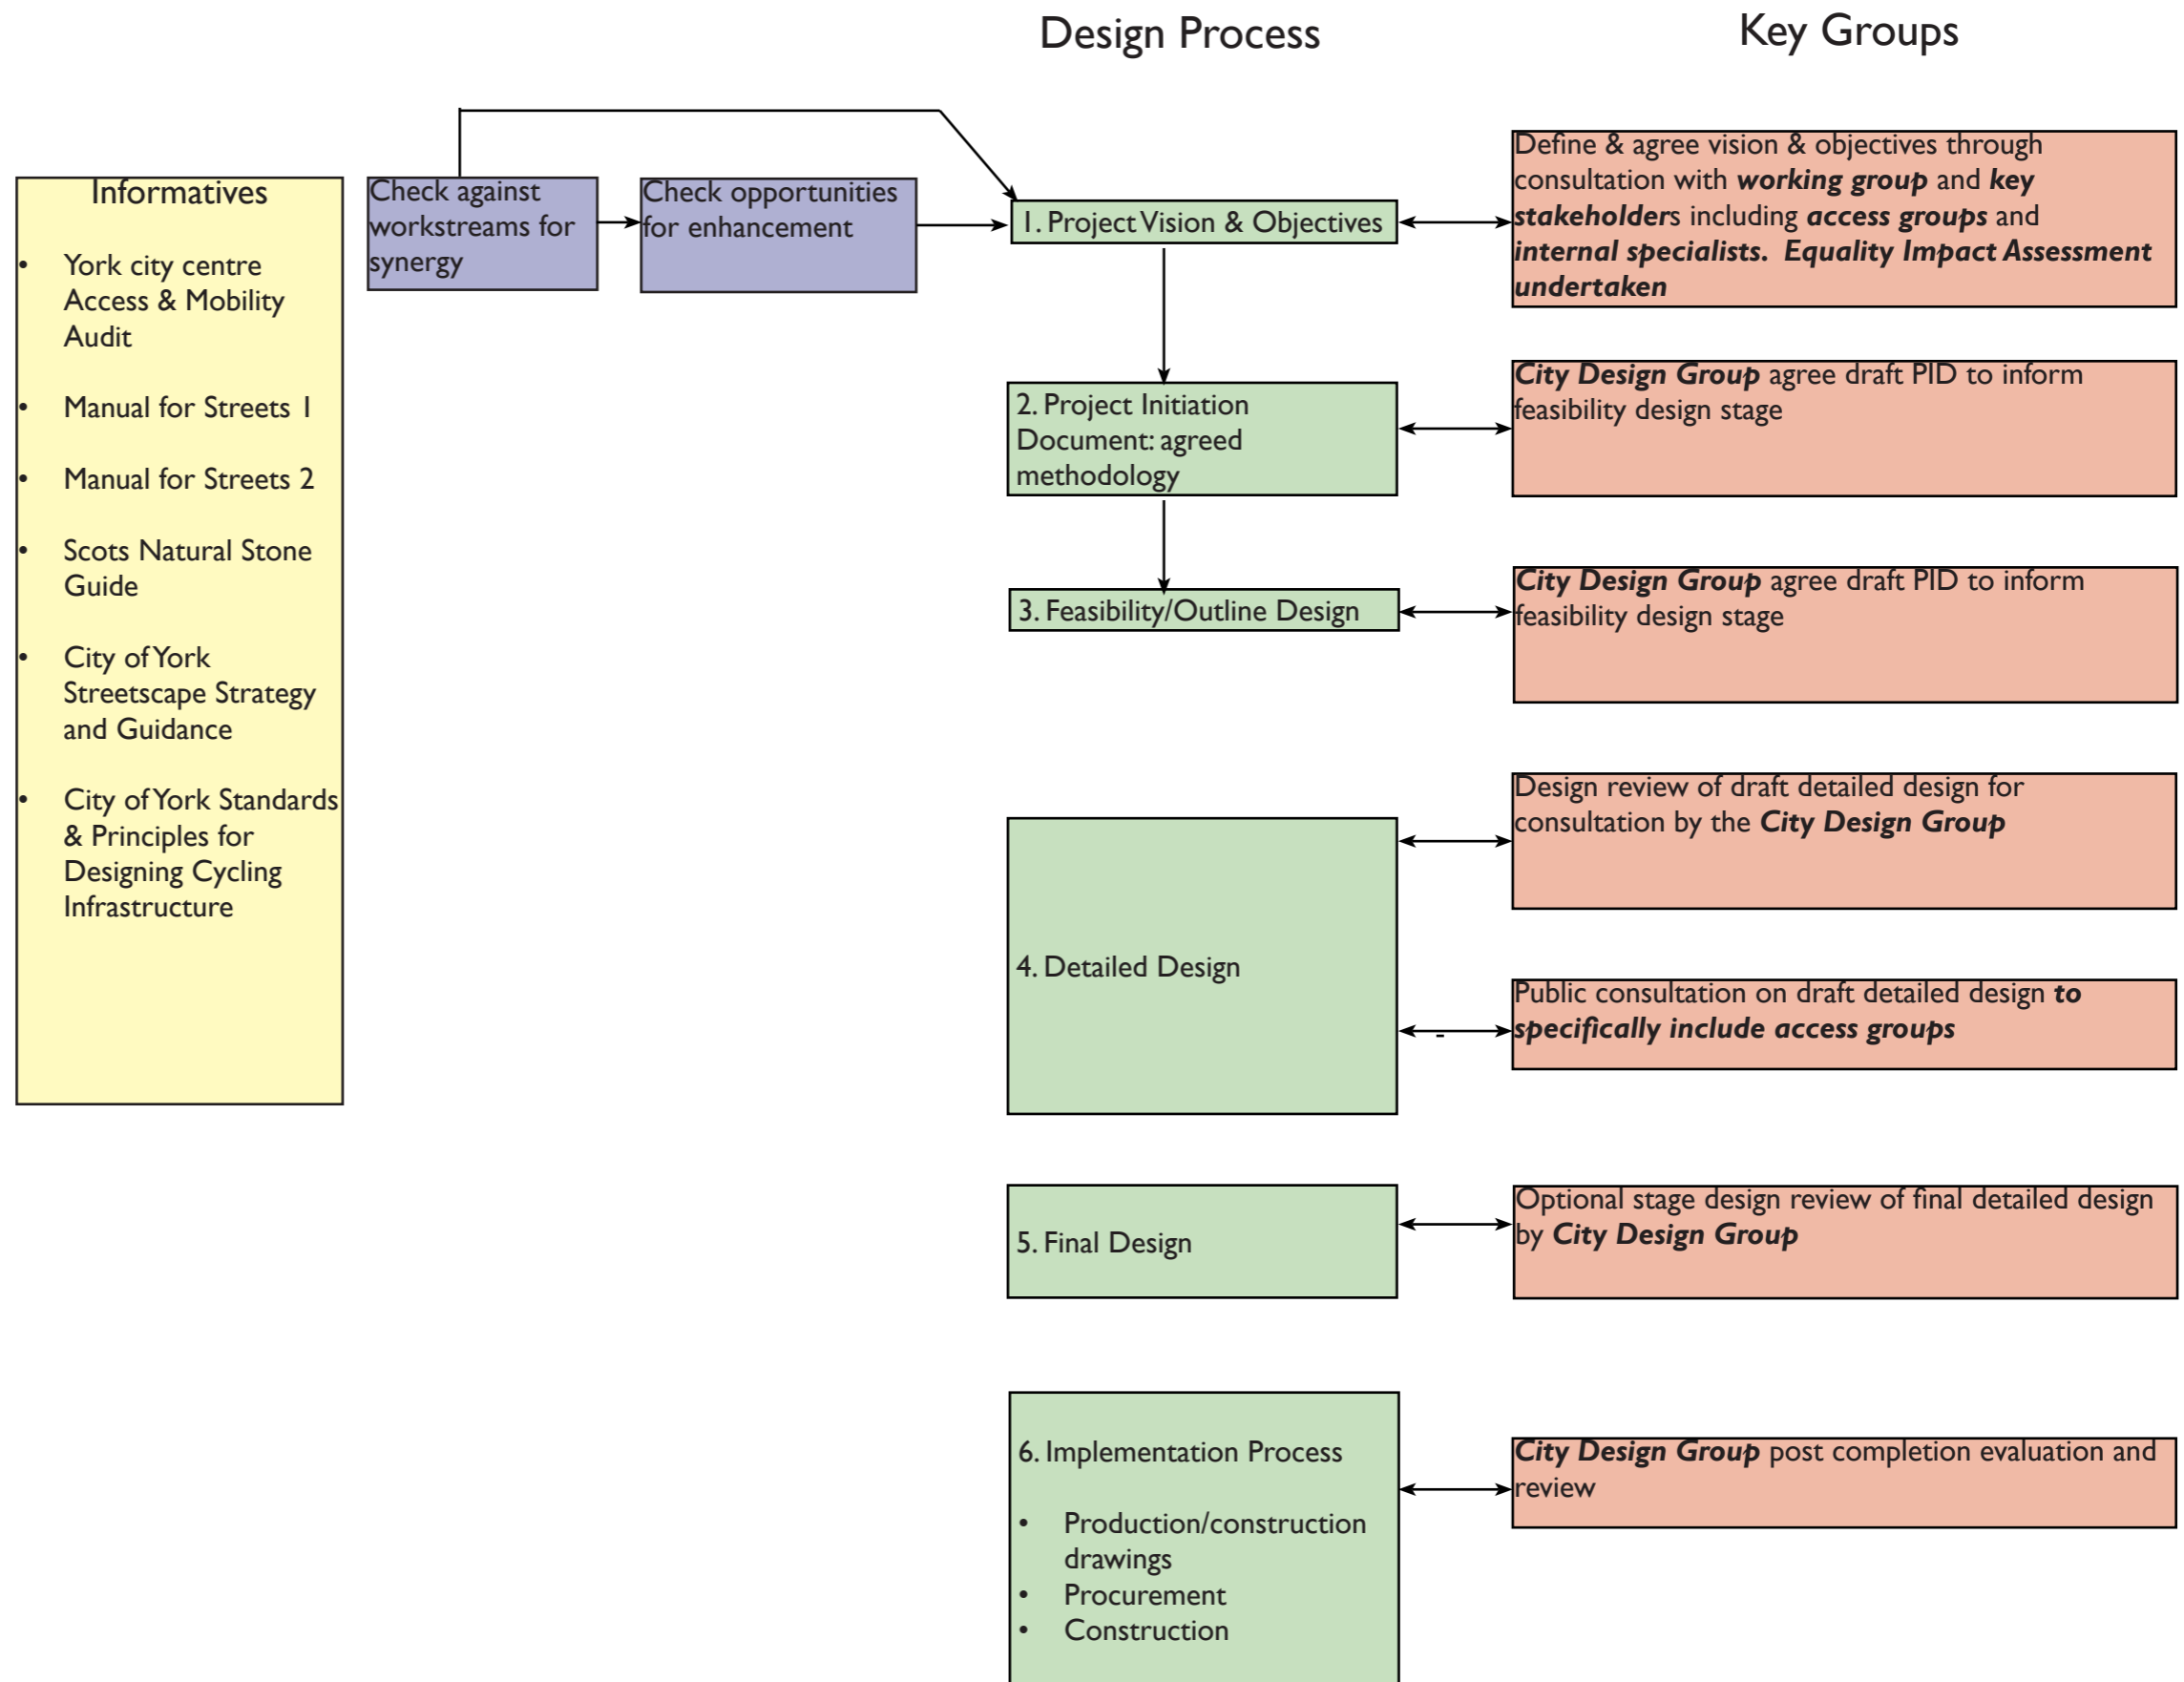 Design Process
Key Groups
Informatives
• York city centre
Access & Mobility
Audit
• Manual for Streets 1
• Manual for Streets 2
• Scots Natural Stone
Guide
• City of York
Streetscape Strategy
and Guidance
• City of York Standards
& Principles for
Designing Cycling
Infrastructure
Check against
workstreams for
synergy
Check opportunities
for enhancement
1. Project Vision & Objectives
Define & agree vision & objectives through
consultation with working group and key
stakeholders including access groups and
internal specialists. Equality Impact Assessment
undertaken
2. Project Initiation
Document: agreed
methodology
City Design Group agree draft PID to inform
feasibility design stage
3. Feasibility/Outline Design
City Design Group agree draft PID to inform
feasibility design stage
4. Detailed Design
Design review of draft detailed design for
consultation by the City Design Group
-
Public consultation on draft detailed design to
specifically include access groups
5. Final Design
Optional stage design review of final detailed design
by City Design Group
6. Implementation Process
• Production/construction
drawings
• Procurement
• Construction
City Design Group post completion evaluation and
review